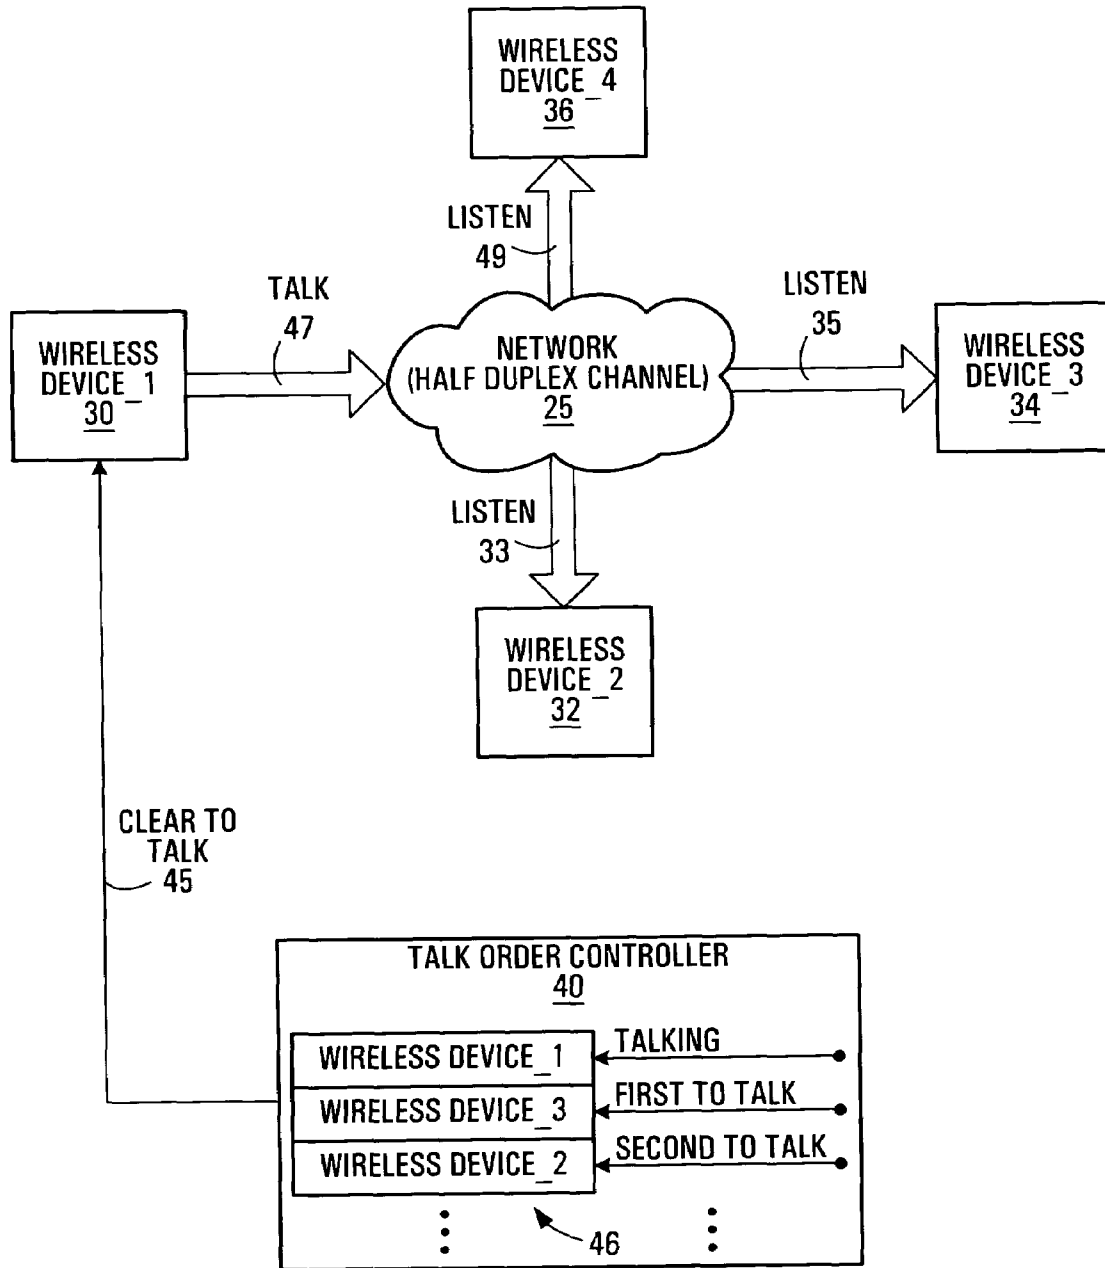 WIRELESS
DEVICE_4
36
LISTEN
49
TALK
47
LISTEN
35
WIRELESS
DEVICE_1
30
NETWORK
(HALF DUPLEX CHANNEL)
25
WIRELESS
DEVICE_3
34
LISTEN
33
WIRELESS
DEVICE_2
32
CLEAR TO
TALK
45
TALK ORDER CONTROLLER
40
WIRELESS DEVICE_1
TALKING
WIRELESS DEVICE_3
FIRST TO TALK
WIRELESS DEVICE_2
SECOND TO TALK
46